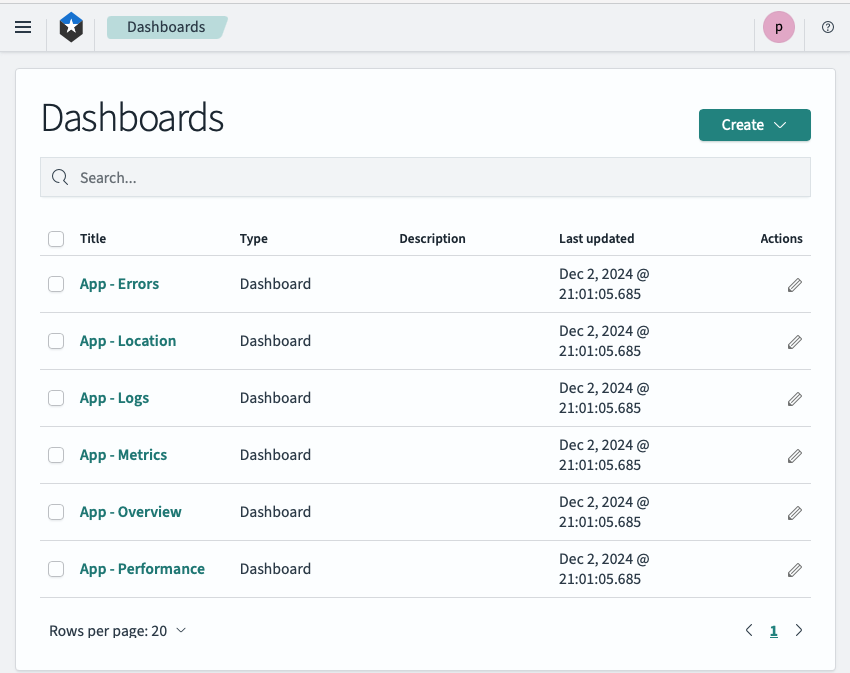 Dashboards
p
Dashboards
Create
Search...
Title Type Description Last updated Actions
App - Errors Dashboard Dec 2, 2024 @
21:01:05.685
App - Location Dashboard Dec 2, 2024 @
21:01:05.685
App - Logs Dashboard Dec 2, 2024 @
21:01:05.685
App - Metrics Dashboard Dec 2, 2024 @
21:01:05.685
App - Overview Dashboard Dec 2, 2024 @
21:01:05.685
App - Performance Dashboard Dec 2, 2024 @
21:01:05.685
Rows per page: 20 1